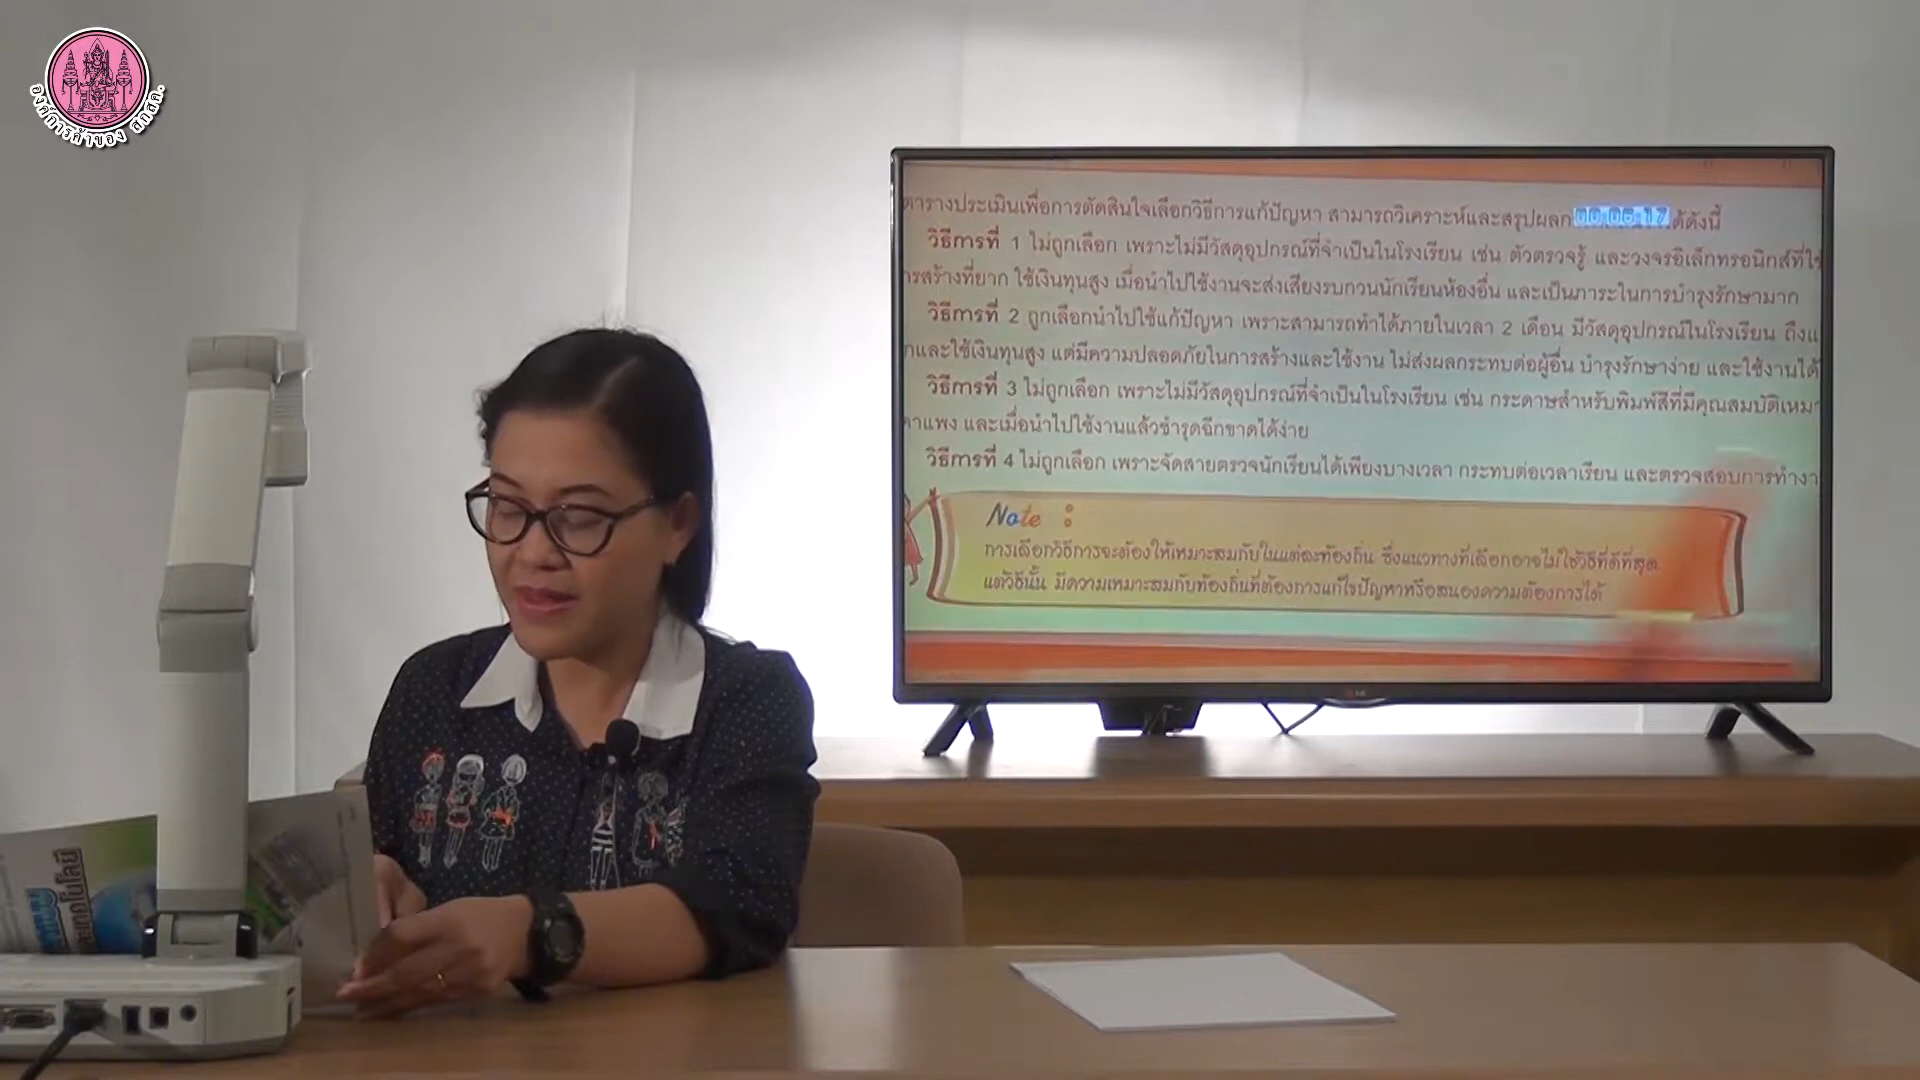 องค์การค้าของ สกสค.
ตารางประเมินเพื่อการตัดสินใจเลือกวิธีการแก้ปัญหา สามารถวิเคราะห์และสรุปผลก 00:05:17 ได้ดังนี้
วิธีการที่ 1 ไม่ถูกเลือก เพราะไม่มีวัสดุอุปกรณ์ที่จำเป็นในโรงเรียน เช่น ตัวตรวจรู้ และวงจรอิเล็กทรอนิกส์ที่ใช้
ารสร้างที่ยาก ใช้เงินทุนสูง เมื่อนำไปใช้งานจะส่งเสียงรบกวนนักเรียนห้องอื่น และเป็นภาระในการบำรุงรักษามาก
วิธีการที่ 2 ถูกเลือกนำไปใช้แก้ปัญหา เพราะสามารถทำได้ภายในเวลา 2 เดือน มีวัสดุอุปกรณ์ในโรงเรียน ถึงแ
กและใช้เงินทุนสูง แต่มีความปลอดภัยในการสร้างและใช้งาน ไม่ส่งผลกระทบต่อผู้อื่น บำรุงรักษาง่าย และใช้งานได้
วิธีการที่ 3 ไม่ถูกเลือก เพราะไม่มีวัสดุอุปกรณ์ที่จำเป็นในโรงเรียน เช่น กระดาษสำหรับพิมพ์สีที่มีคุณสมบัติเหมา
คาแพง และเมื่อนำไปใช้งานแล้วชำรุดฉีกขาดได้ง่าย
วิธีการที่ 4 ไม่ถูกเลือก เพราะจัดสายตรวจนักเรียนได้เพียงบางเวลา กระทบต่อเวลาเรียน และตรวจสอบการทำงา
Note :
การเลือกวิธีการจะต้องให้เหมาะสมกับในแต่ละท้องถิ่น ซึ่งแนวทางที่เลือกอาจไม่ใช่วิธีที่ดีที่สุด
แต่วิธีนั้น มีความเหมาะสมกับท้องถิ่นที่ต้องการแก้ไขปัญหาหรือสนองความต้องการได้
LG